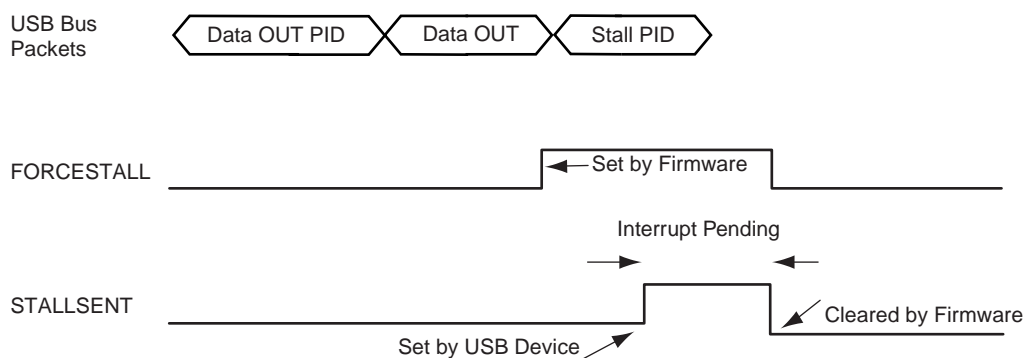 USB Bus
Packets
Data OUT PID
Data OUT
Stall PID
FORCESTALL
Set by Firmware
Interrupt Pending
STALLSENT
Cleared by Firmware
Set by USB Device